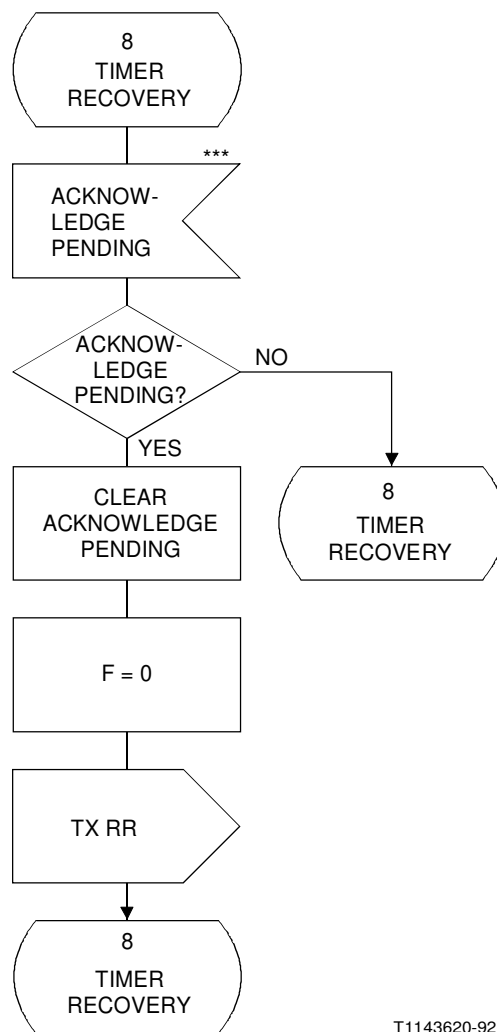 8
TIMER
RECOVERY
***
ACKNOW-
LEDGE
PENDING
ACKNOW-
LEDGE
PENDING?
NO
YES
CLEAR
ACKNOWLEDGE
PENDING
8
TIMER
RECOVERY
F = 0
TX RR
8
TIMER
RECOVERY
T1143620-92